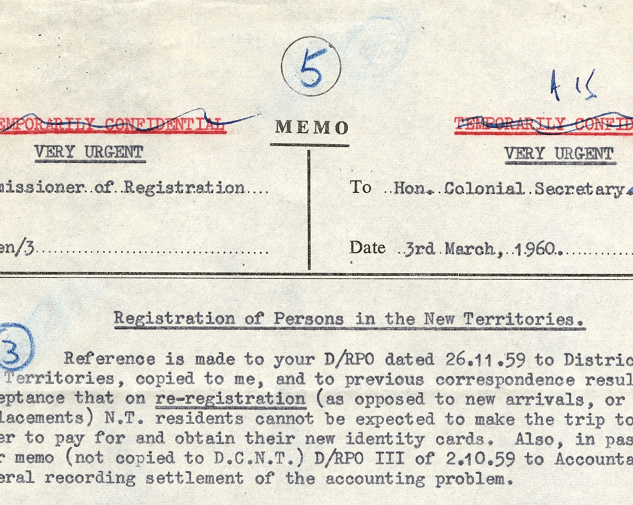 5
A 15
EMPORARILY CONFIDENTIAL
MEMO
TEMPORARILY CONFIDE
VERY URGENT
VERY URGENT
missioner of Registration
To Hon. Colonial Secretary.
en/3
Date 3rd March, 1960.
Registration of Persons in the New Territories.
3
Reference is made to your D/RPO dated 26.11.59 to Distric
Territories, copied to me, and to previous correspondence resul
eptance that on re-registration (as opposed to new arrivals, or
placements) N.T. residents cannot be expected to make the trip to
er to pay for and obtain their new identity cards. Also, in pas
r memo (not copied to D.C.N.T.) D/RPO III of 2.10.59 to Accounta
eral recording settlement of the accounting problem.